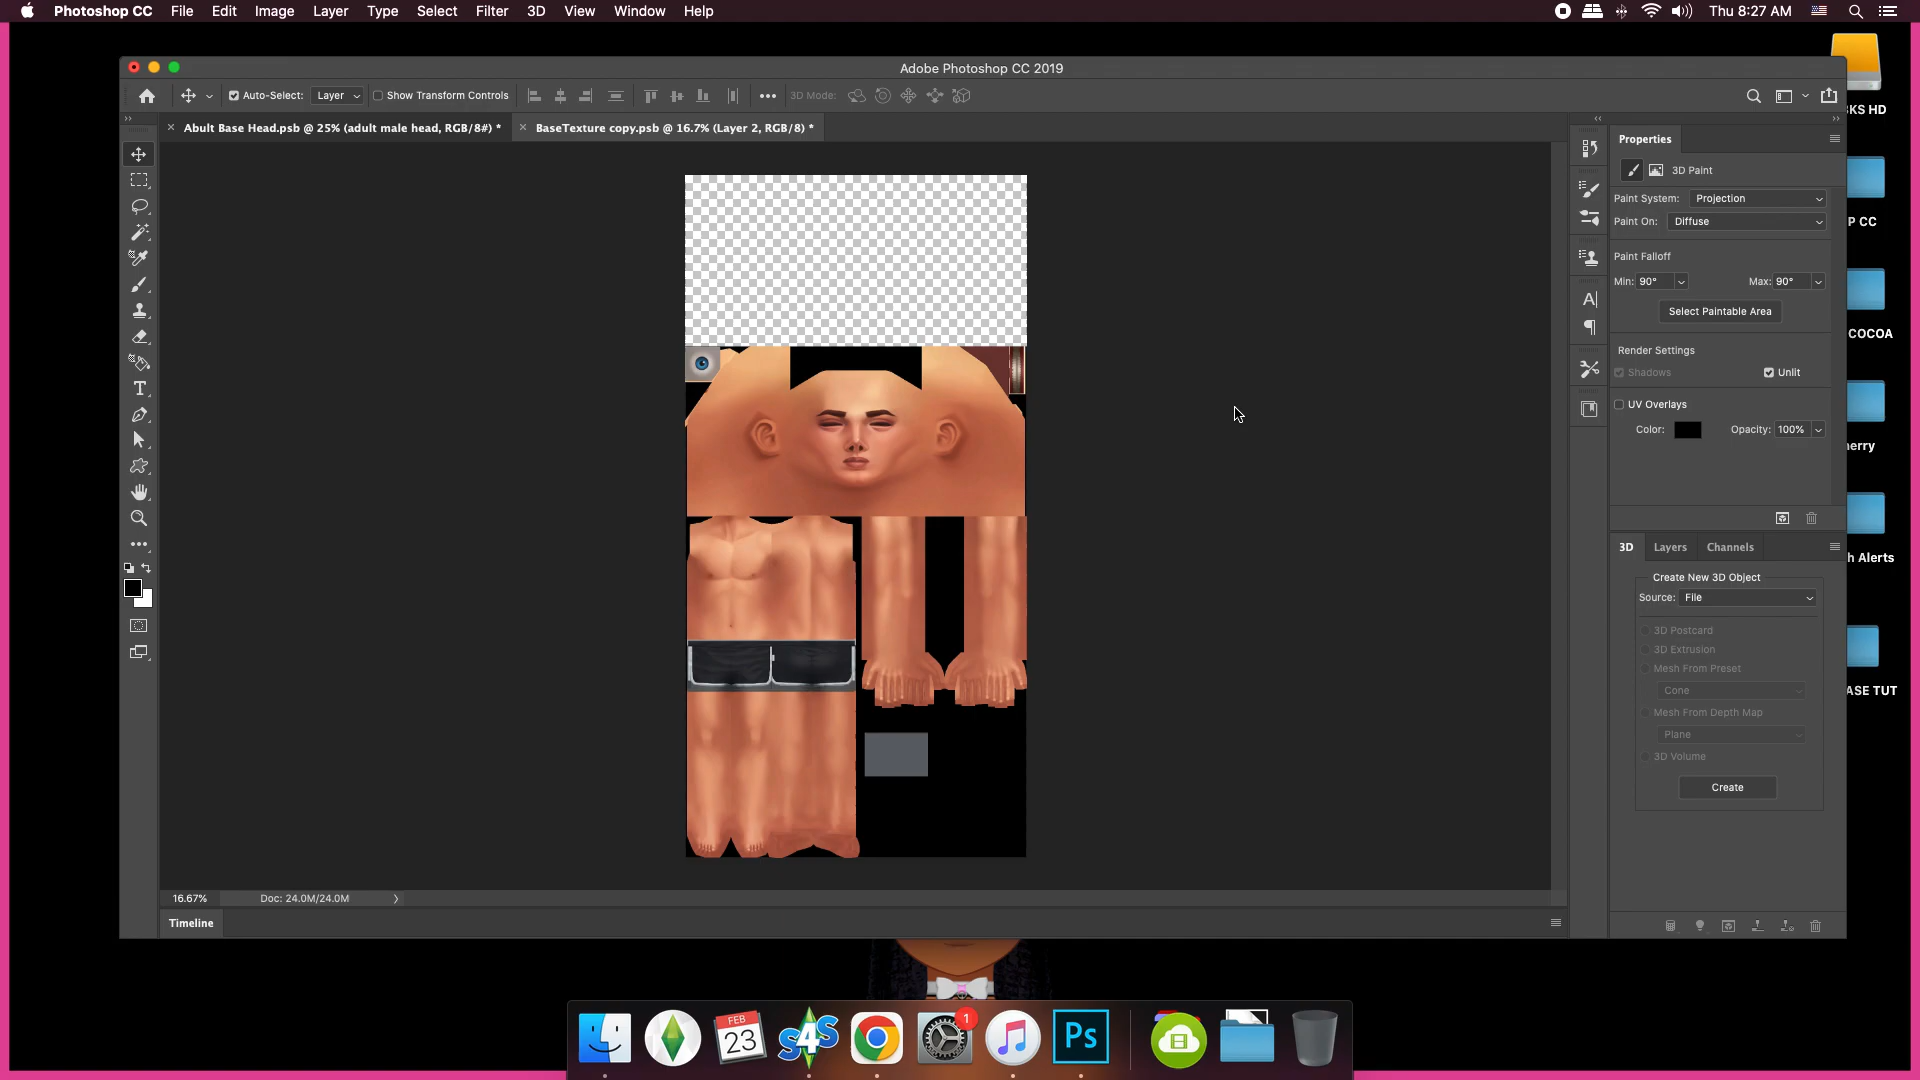 Photoshop CC File Edit Image Layer Type Select Filter 3D View Window Help Thu 8:27 AM
Adobe Photoshop CC 2019
Auto-Select: Layer Show Transform Controls 3D Mode:
Abult Base Head.psb @ 25% (adult male head, RGB/8#) * BaseTexture copy.psb @ 16.7% (Layer 2, RGB/8) *
KS HD
Properties
3D Paint
Paint System: Projection
Paint On: Diffuse
P CC
Paint Falloff
Min: 90° Max: 90°
Select Paintable Area
COCOA
Render Settings
Shadows Unlit
UV Overlays
Color: Opacity: 100%
erry
3D Layers Channels
h Alerts
Create New 3D Object
Source: File
3D Postcard
3D Extrusion
Mesh From Preset
Cone
ASE TUT
Mesh From Depth Map
Plane
3D Volume
Create
16.67% Doc: 24.0M/24.0M
Timeline
FEB
23
S4S
1
Ps